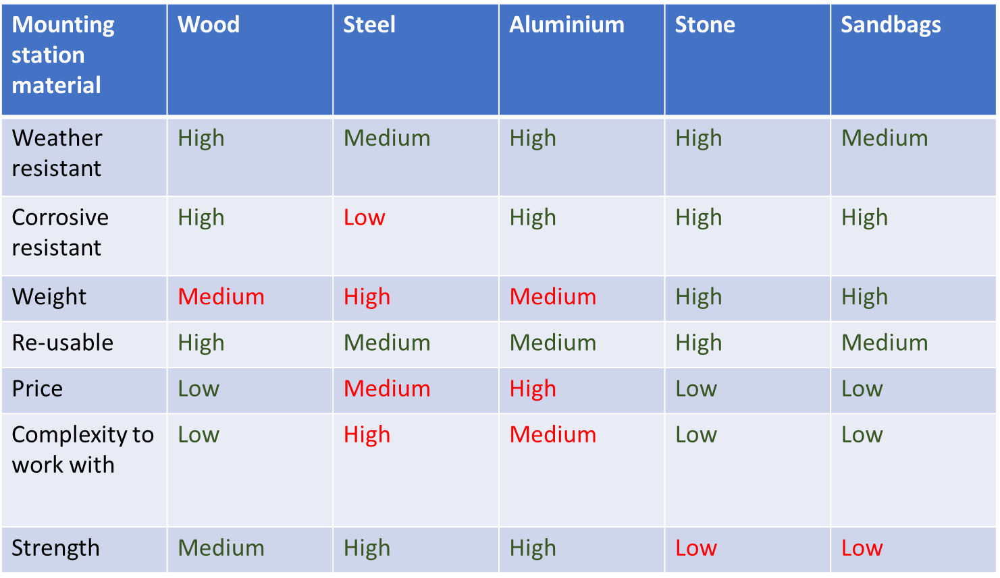 Mounting station material Wood Steel Aluminium Stone Sandbags
Weather resistant High Medium High High Medium
Corrosive resistant High Low High High High
Weight Medium High Medium High High
Re-usable High Medium Medium High Medium
Price Low Medium High Low Low
Complexity to work with Low High Medium Low Low
Strength Medium High High Low Low